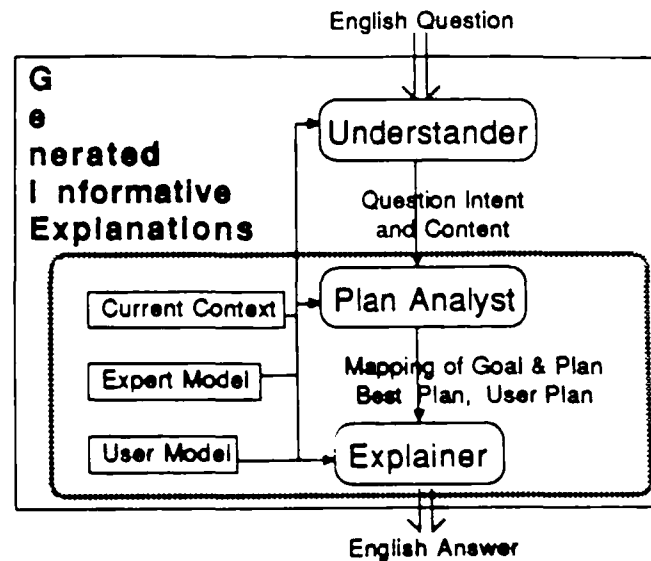 English Question
G
e
nerated
I nformative
Explanations
Understander
Question Intent
and Content
Current Context
Plan Analyst
Expert Model
Mapping of Goal & Plan
Best Plan, User Plan
User Model
Explainer
English Answer